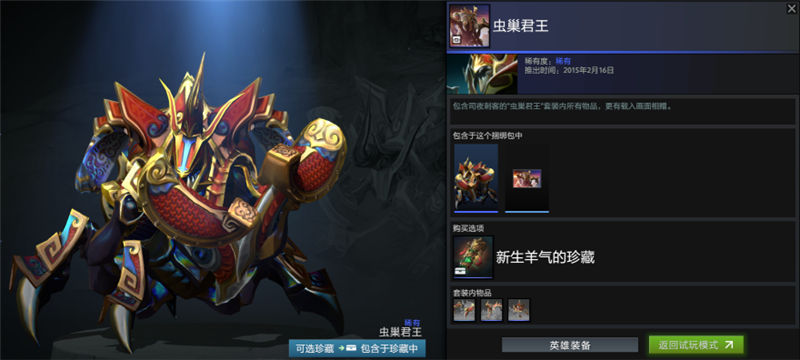 虫巢君王
稀有度：稀有
推出时间：2015年2月16日
包含司夜刺客的“虫巢君王”套装内所有物品，更有载入画面相赠。
包含于这个捆绑包中
购买选项
新生羊气的珍藏
套装内物品
稀有
虫巢君王
可选珍藏 包含于珍藏中
英雄装备
返回试玩模式